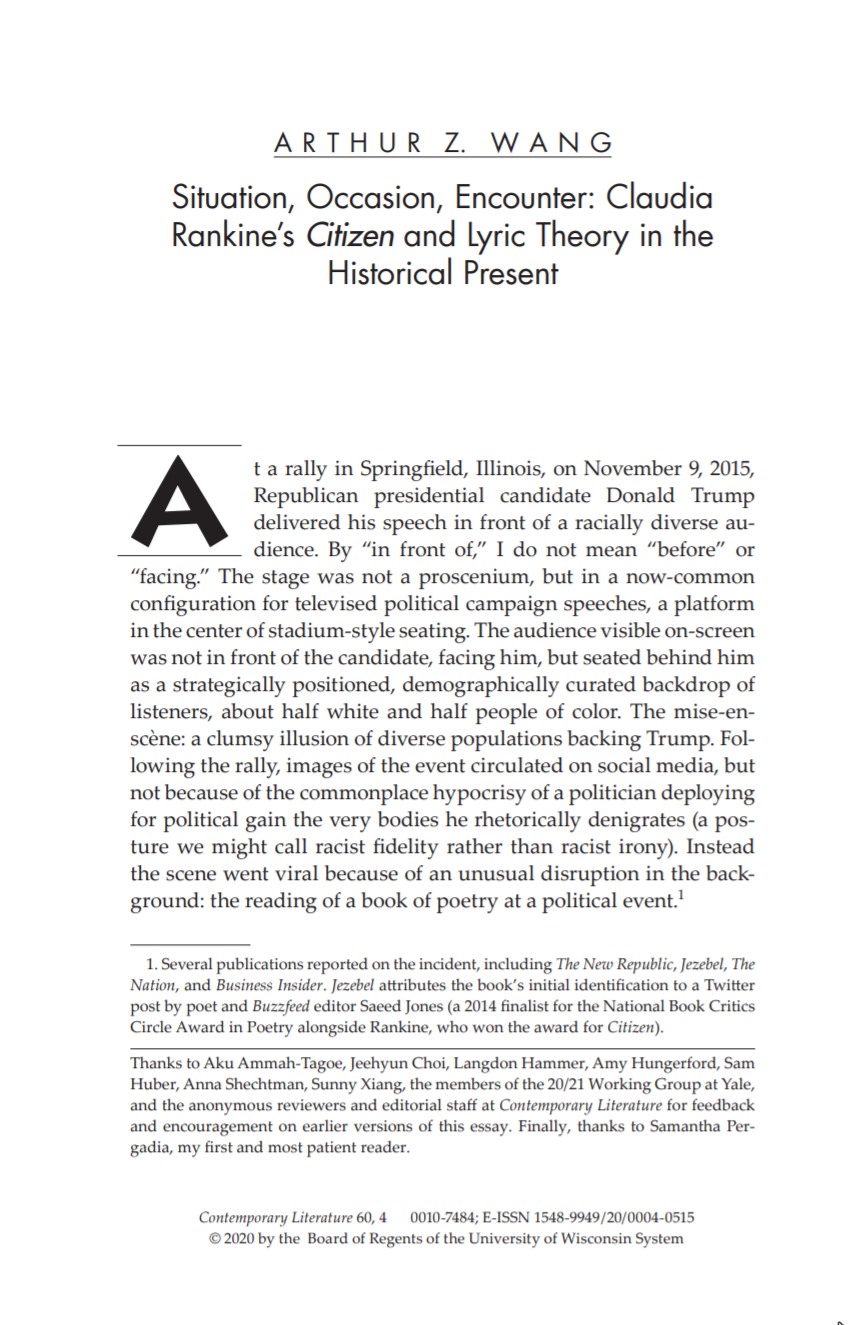 ARTHUR Z. WANG
Situation, Occasion, Encounter: Claudia
Rankine’s Citizen and Lyric Theory in the
Historical Present
At a rally in Springfield, Illinois, on November 9, 2015,
Republican presidential candidate Donald Trump
delivered his speech in front of a racially diverse au-
dience. By “in front of,” I do not mean “before” or
“facing.” The stage was not a proscenium, but in a now-common
configuration for televised political campaign speeches, a platform
in the center of stadium-style seating. The audience visible on-screen
was not in front of the candidate, facing him, but seated behind him
as a strategically positioned, demographically curated backdrop of
listeners, about half white and half people of color. The mise-en-
scène: a clumsy illusion of diverse populations backing Trump. Fol-
lowing the rally, images of the event circulated on social media, but
not because of the commonplace hypocrisy of a politician deploying
for political gain the very bodies he rhetorically denigrates (a pos-
ture we might call racist fidelity rather than racist irony). Instead
the scene went viral because of an unusual disruption in the back-
ground: the reading of a book of poetry at a political event.1
1. Several publications reported on the incident, including The New Republic, Jezebel, The
Nation, and Business Insider. Jezebel attributes the book’s initial identification to a Twitter
post by poet and Buzzfeed editor Saeed Jones (a 2014 finalist for the National Book Critics
Circle Award in Poetry alongside Rankine, who won the award for Citizen).
Thanks to Aku Ammah-Tagoe, Jeehyun Choi, Langdon Hammer, Amy Hungerford, Sam
Huber, Anna Shechtman, Sunny Xiang, the members of the 20/21 Working Group at Yale,
and the anonymous reviewers and editorial staff at Contemporary Literature for feedback
and encouragement on earlier versions of this essay. Finally, thanks to Samantha Per-
gadia, my first and most patient reader.
Contemporary Literature 60, 4 0010-7484; E-ISSN 1548-9949/20/0004-0515
© 2020 by the Board of Regents of the University of Wisconsin System